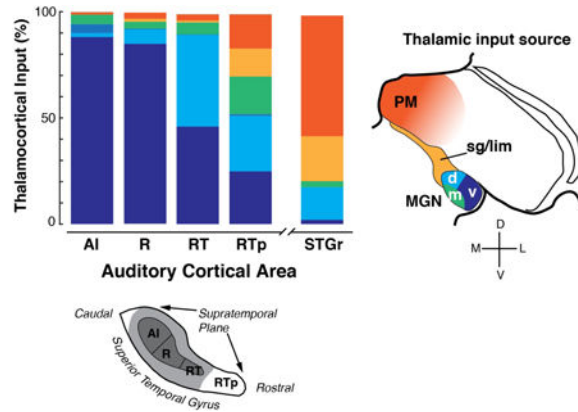 Thalamocortical Input (%)
100
50
0
AI R RT RTp STGr
Auditory Cortical Area
Thalamic input source
PM
sg/lim
d
m
v
MGN
D
M L
V
Caudal
Supratemporal
Plane
AI
R
RT
RTp
Rostral
Superior Temporal Gyrus